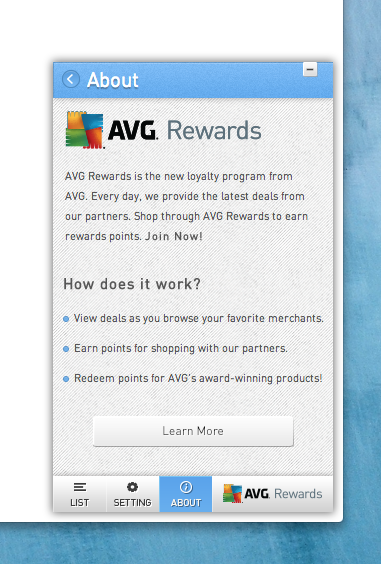 About
AVG. Rewards
AVG Rewards is the new loyalty program from
AVG. Every day, we provide the latest deals from
our partners. Shop through AVG Rewards to earn
rewards points. Join Now!
How does it work?
View deals as you browse your favorite merchants.
Earn points for shopping with our partners.
Redeem points for AVG's award-winning products!
Learn More
LIST SETTING ABOUT AVG. Rewards